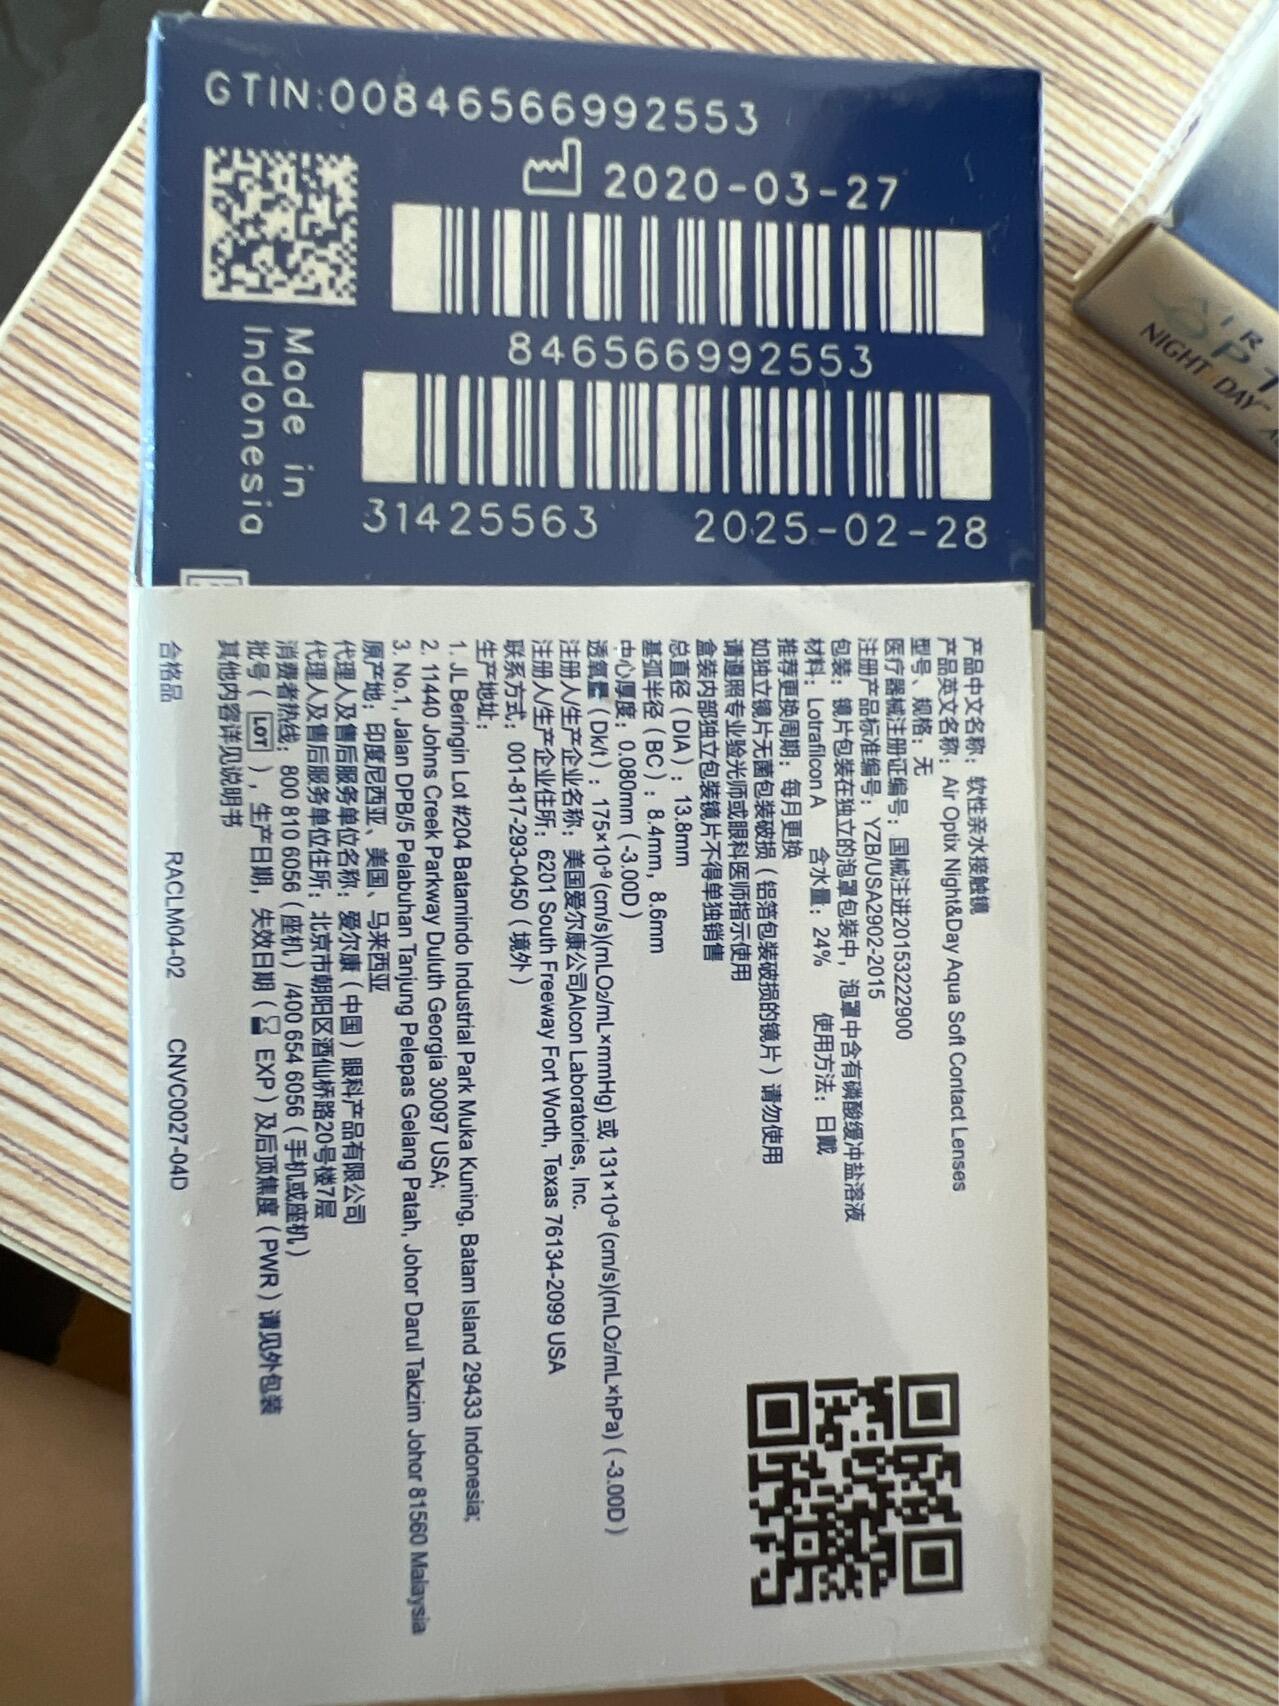 GTIN:00846566992553
2020-03-27
846566992553
31425563 2025-02-28
Made in
Indonesia
产品中文名称：软性亲水接触镜
产品英文名称：Air Optix Night&Day Aqua Soft Contact Lenses
型号、规格：无
医疗器械注册证编号：国械注进20153222900
注册产品标准编号：YZB/USA2902-2015
包装：镜片包装在独立的泡罩包装中，泡罩中含有磷酸缓冲盐溶液
材料：Lotrafilcon A 含水量：24% 使用方法：日戴
推荐更换周期：每月更换
如独立镜片无菌包装破损（铝箔包装破损的镜片）请勿使用
请遵照专业验光师或眼科医师指示使用
盒装内部独立包装镜片不得单独销售
总直径（DIA）：13.8mm
基弧半径（BC）：8.4mm，8.6mm
中心厚度：0.080mm（-3.00D）
透氧量（Dk/t）：175×10⁻⁹(cm/s)(mLO₂/mL×mmHg) 或 131×10⁻⁹(cm/s)(mLO₂/mL×hPa)（-3.00D）
注册人/生产企业名称：美国爱尔康公司Alcon Laboratories, Inc.
注册人/生产企业住所：6201 South Freeway Fort Worth, Texas 76134-2099 USA
联系方式：001-817-293-0450（境外）
生产地址：
1. JL Beringin Lot #204 Batamindo Industrial Park Muka Kuning, Batam Island 29433 Indonesia;
2. 11440 Johns Creek Parkway Duluth Georgia 30097 USA;
3. No.1, Jalan DPB/5 Pelabuhan Tanjung Pelepas Gelang Patah, Johor Darul Takzim Johor 81560 Malaysia
原产地：印度尼西亚、美国、马来西亚
代理人及售后服务单位名称：爱尔康（中国）眼科产品有限公司
代理人及售后服务单位住所：北京市朝阳区酒仙桥路20号楼7层
消费者热线：800 810 6056（座机）/400 654 6056（手机或座机）
批号（LOT），生产日期，失效日期（EXP）及后顶焦度（PWR）请见外包装
其他内容详见说明书
合格品 RACLM04-02 CNVC0027-04D
AIR
OPT
NIGHT&DAY